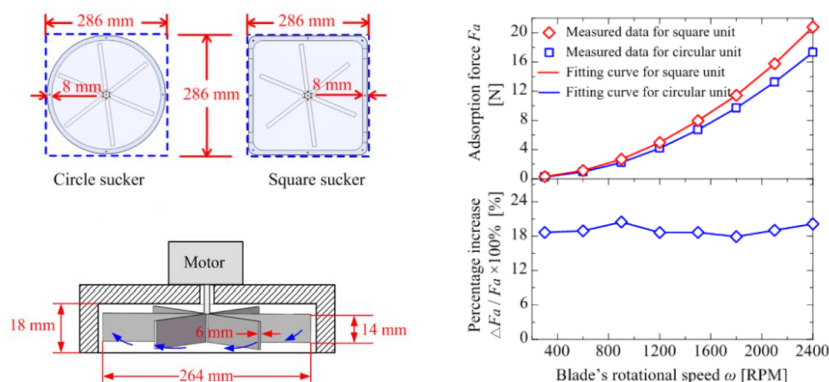 286 mm
286 mm
8 mm
286 mm
8 mm
Circle sucker
Square sucker
Motor
18 mm
6 mm
14 mm
264 mm
Adsorption force Fa
[N]
20
16
12
8
4
0
Measured data for square unit
Measured data for circular unit
Fitting curve for square unit
Fitting curve for circular unit
Percentage increase
△Fa / Fa ×100% [%]
24
18
12
6
0
400 800 1200 1600 2000 2400
Blade's rotational speed ω [RPM]